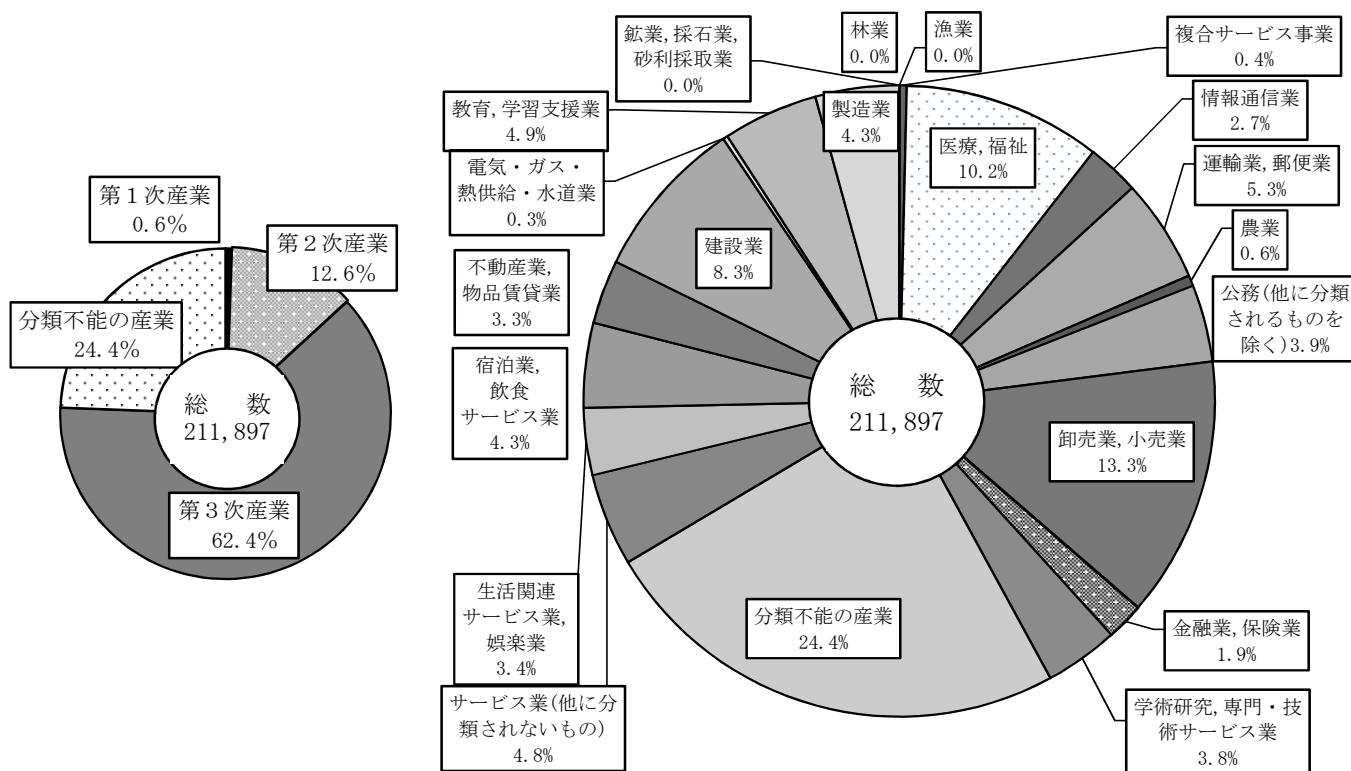 第１次産業
0.6%
第２次産業
12.6%
分類不能の産業
24.4%
総　数
211,897
第３次産業
62.4%
鉱業,採石業,
砂利採取業
0.0%
林業
0.0%
漁業
0.0%
複合サービス事業
0.4%
教育,学習支援業
4.9%
製造業
4.3%
医療,福祉
10.2%
情報通信業
2.7%
電気・ガス・
熱供給・水道業
0.3%
運輸業,郵便業
5.3%
建設業
8.3%
農業
0.6%
不動産業,
物品賃貸業
3.3%
公務(他に分類
されるものを
除く)3.9%
宿泊業,
飲食
サービス業
4.3%
総　数
211,897
卸売業,小売業
13.3%
生活関連
サービス業,
娯楽業
3.4%
分類不能の産業
24.4%
金融業,保険業
1.9%
サービス業(他に分
類されないもの)
4.8%
学術研究,専門・技
術サービス業
3.8%